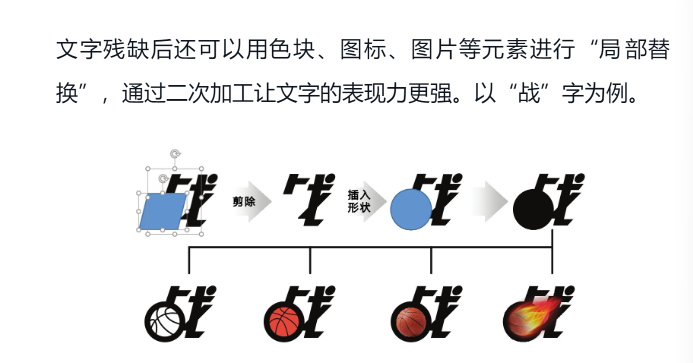 文字残缺后还可以用色块、图标、图片等元素进行“局部替
换”，通过二次加工让文字的表现力更强。以“战”字为例。
战
剪除
插入
形状
战
战
战
战
战
战